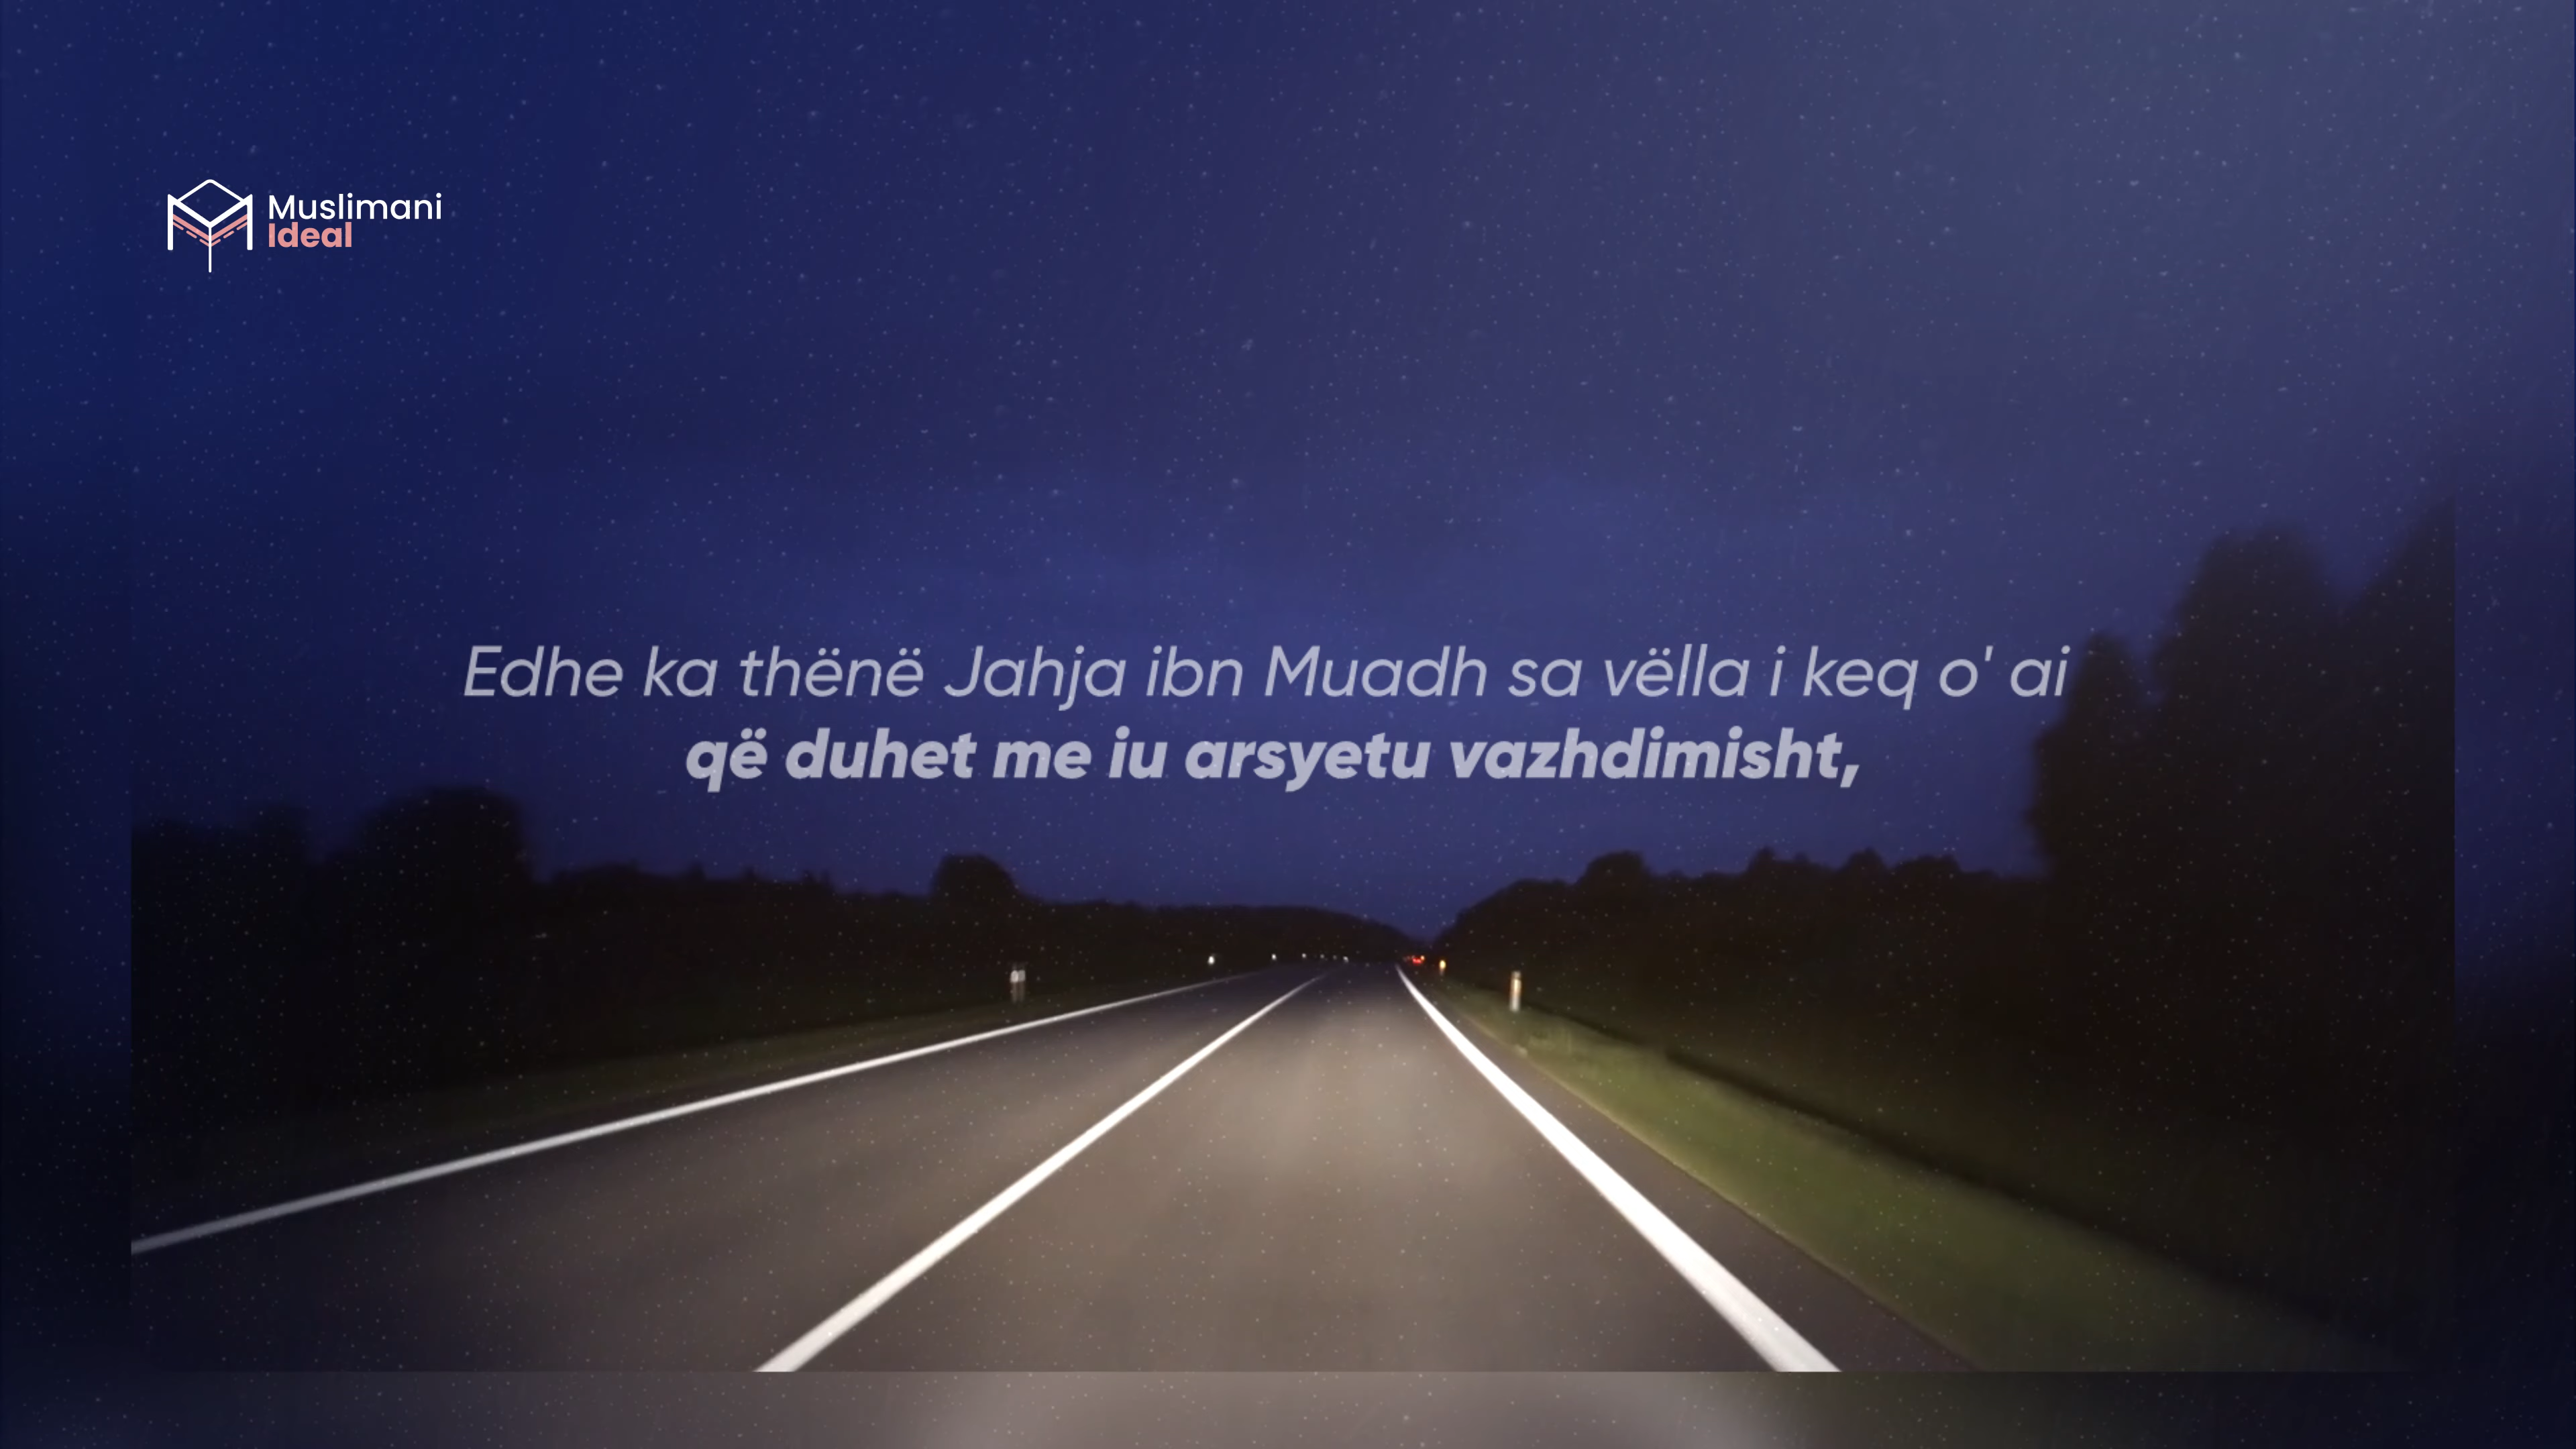 Muslimani
Ideal
Edhe ka thënë Jahja ibn Muadh sa vëlla i keq o' ai
që duhet me iu arsyetu vazhdimisht,